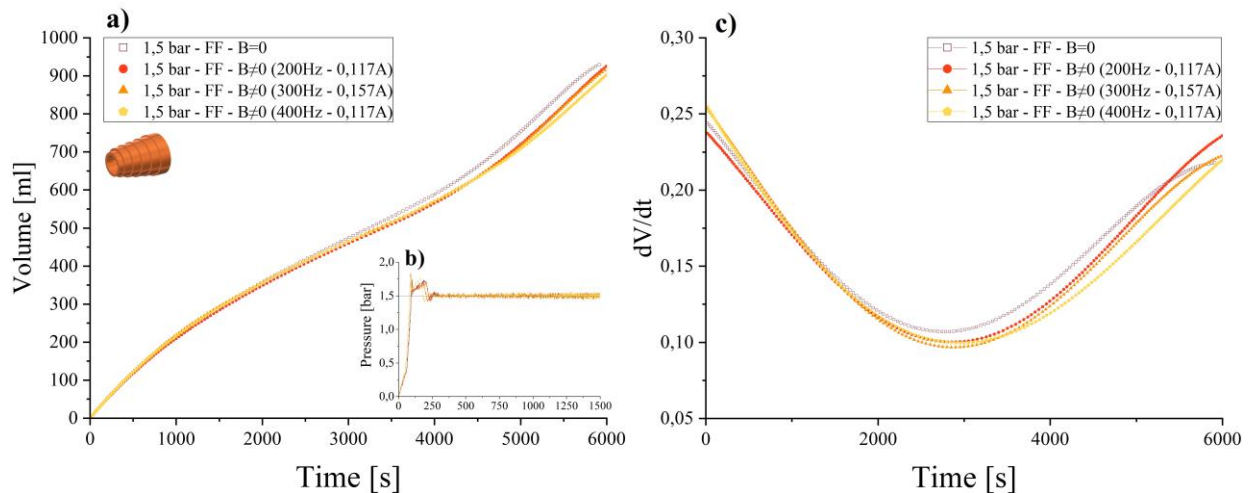 a)
1000
900
800
700
600
500
400
300
200
100
0
Volume [ml]
1,5 bar - FF - B=0
1,5 bar - FF - B≠0 (200Hz - 0,117A)
1,5 bar - FF - B≠0 (300Hz - 0,157A)
1,5 bar - FF - B≠0 (400Hz - 0,117A)
0 1000 2000 3000 4000 5000 6000
Time [s]
b)
2,0
1,5
1,0
0,5
0,0
Pressure [bar]
0 250 500 750 1000 1250 1500
c)
1,5 bar - FF - B=0
1,5 bar - FF - B≠0 (200Hz - 0,117A)
1,5 bar - FF - B≠0 (300Hz - 0,157A)
1,5 bar - FF - B≠0 (400Hz - 0,117A)
0,25
0,20
0,15
0,10
0,05
dV/dt
0 2000 4000 6000
Time [s]